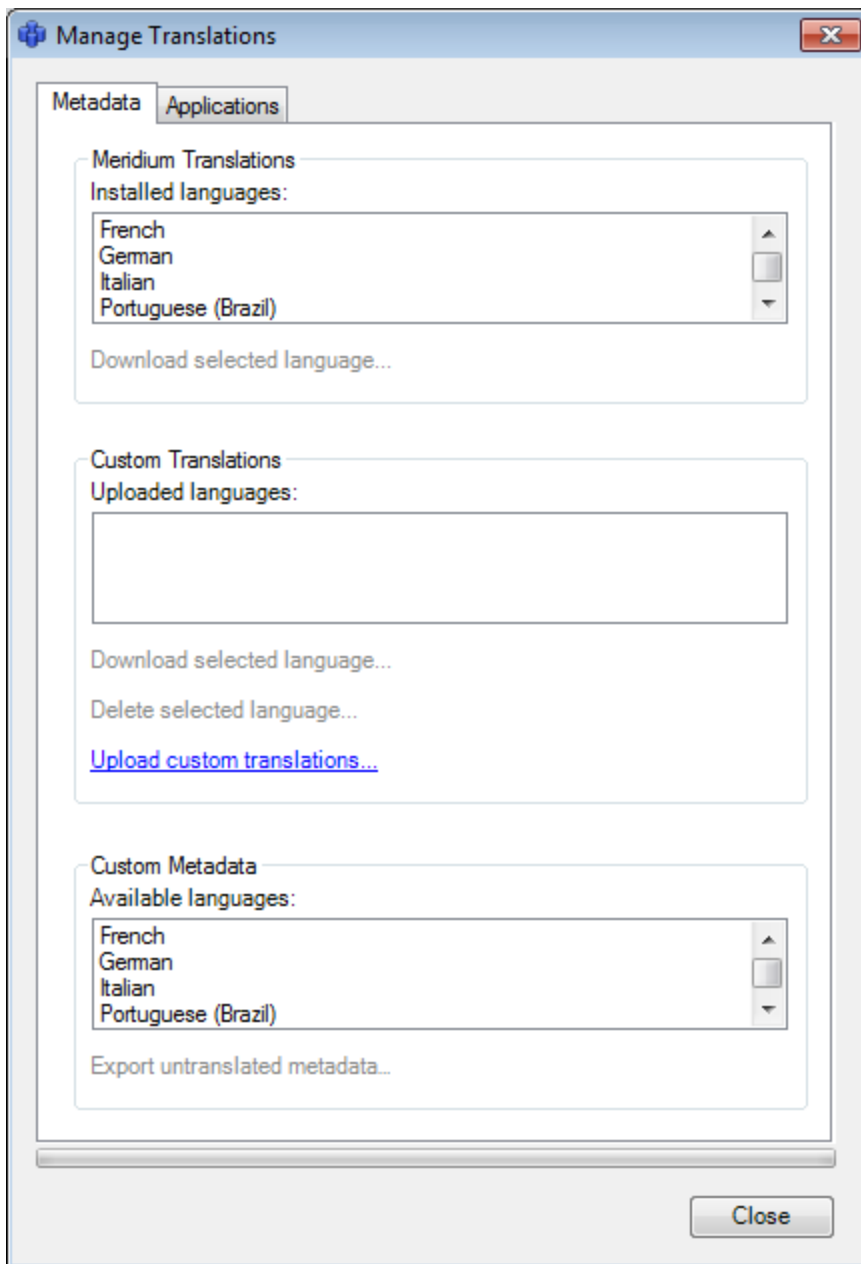 Manage Translations
Metadata
Applications
Meridium Translations
Installed languages:
French
German
Italian
Portuguese (Brazil)
Download selected language...
Custom Translations
Uploaded languages:
Download selected language...
Delete selected language...
Upload custom translations...
Custom Metadata
Available languages:
French
German
Italian
Portuguese (Brazil)
Export untranslated metadata...
Close